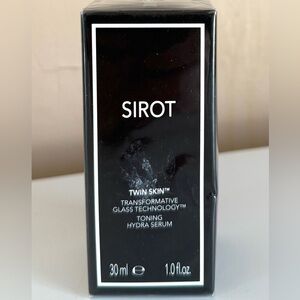 SIROT
TWIN SKIN™
TRANSFORMATIVE
GLASS TECHNOLOGY™
TONING
HYDRA SERUM
30 ml ℮ 1.0 fl.oz.